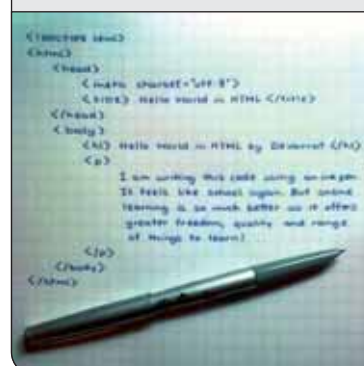 <!DOCTYPE html>
<html>
<head>
<meta charset="utf-8">
<title> Hello World in HTML </title>
</head>
<body>
<h1> Hello World in HTML by Devawrat </h1>
<p>
I am writing this code using an ink pen.
It feels like school again. But online
learning is so much better as it offers
greater freedom, quality and range
of things to learn!
</p>
</body>
</html>